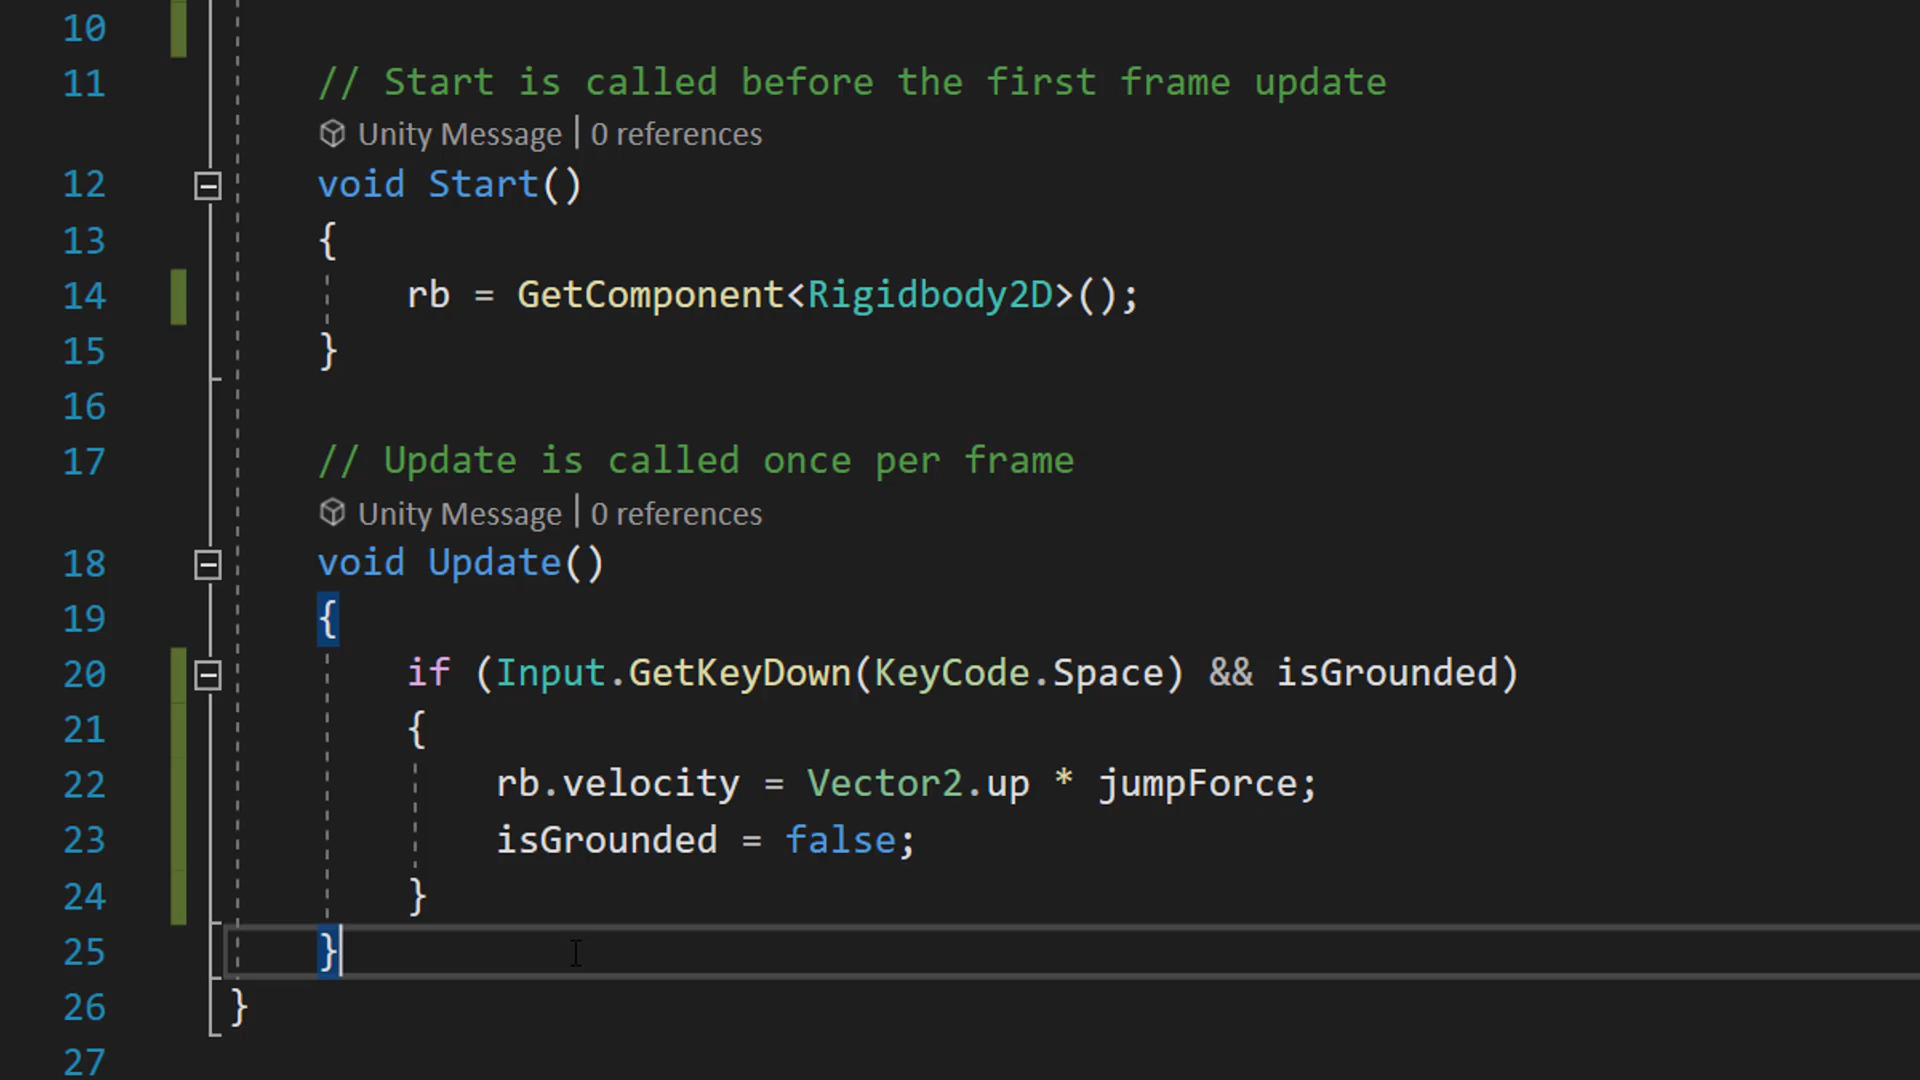 10
11 // Start is called before the first frame update
Unity Message | 0 references
12 void Start()
13 {
14 rb = GetComponent<Rigidbody2D>();
15 }
16
17 // Update is called once per frame
Unity Message | 0 references
18 void Update()
19 {
20 if (Input.GetKeyDown(KeyCode.Space) && isGrounded)
21 {
22 rb.velocity = Vector2.up * jumpForce;
23 isGrounded = false;
24 }
25 }
26 }
27